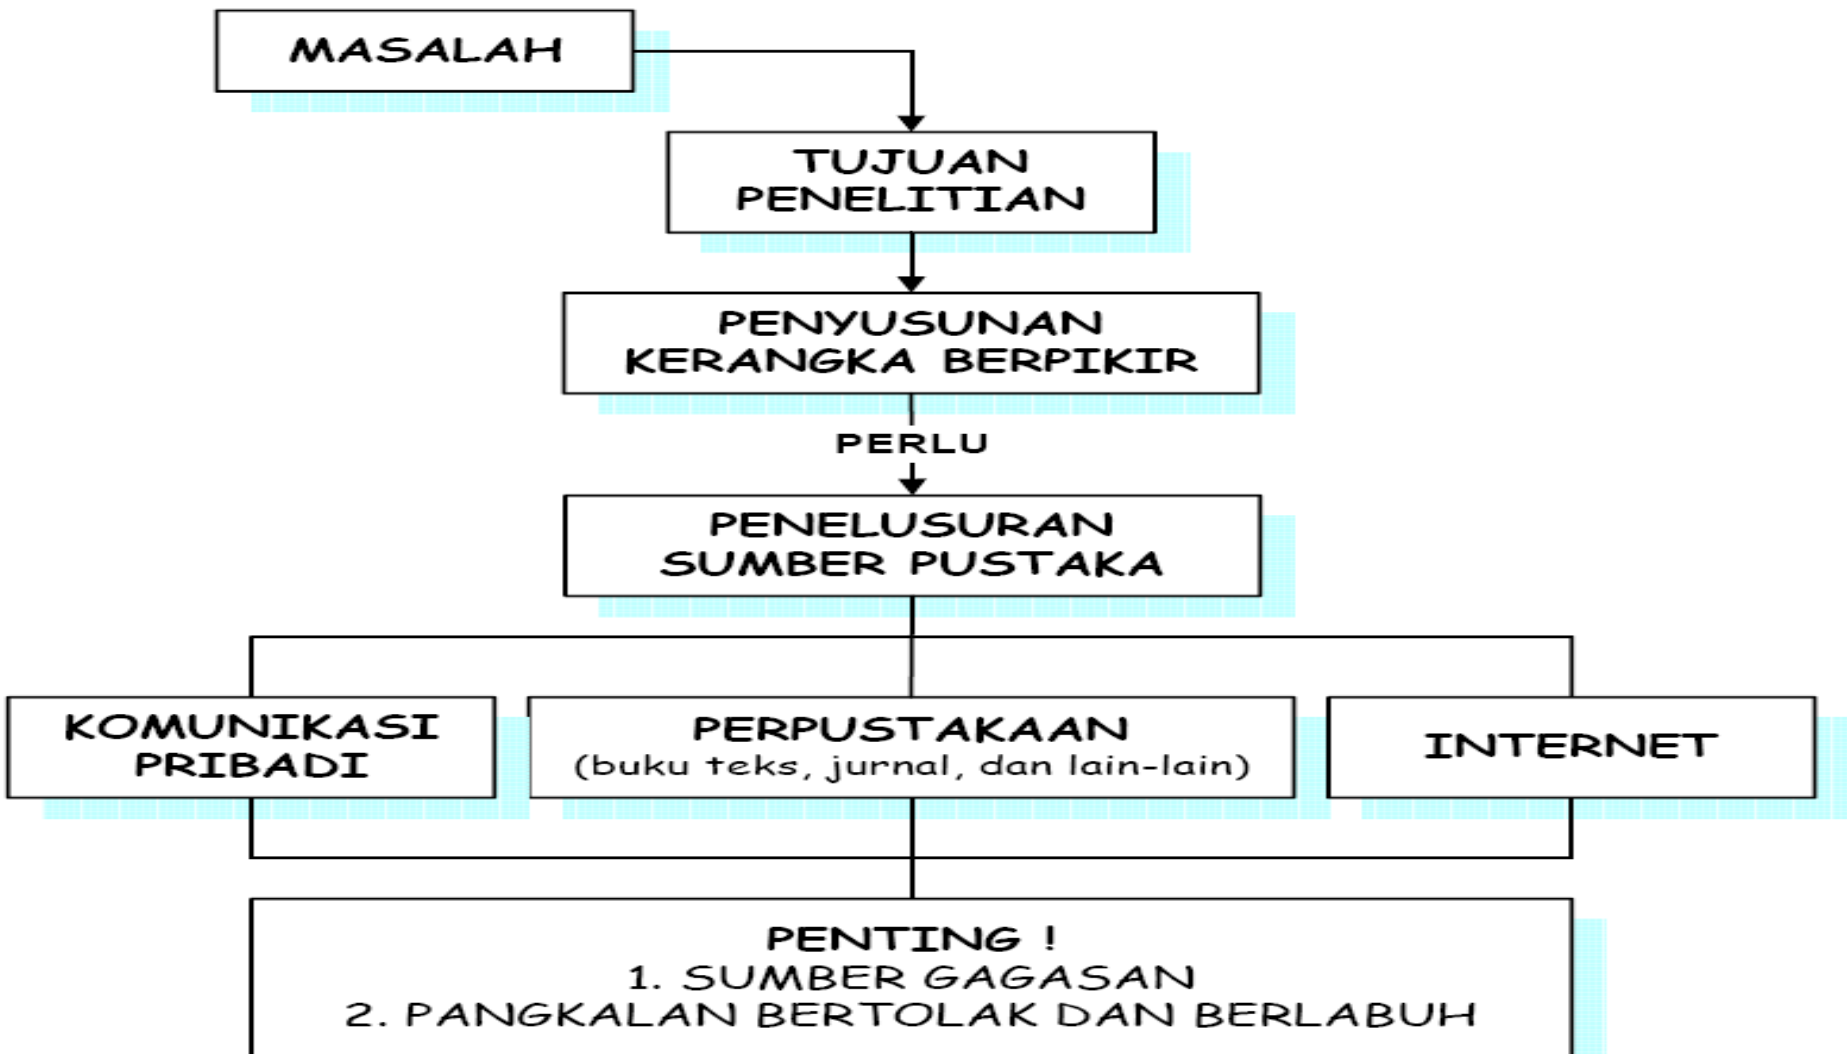 MASALAH
TUJUAN
PENELITIAN
PENYUSUNAN
KERANGKA BERPIKIR
PERLU
PENELUSURAN
SUMBER PUSTAKA
KOMUNIKASI
PRIBADI
PERPUSTAKAAN
(buku teks, jurnal, dan lain-lain)
INTERNET
PENTING !
1. SUMBER GAGASAN
2. PANGKALAN BERTOLAK DAN BERLABUH